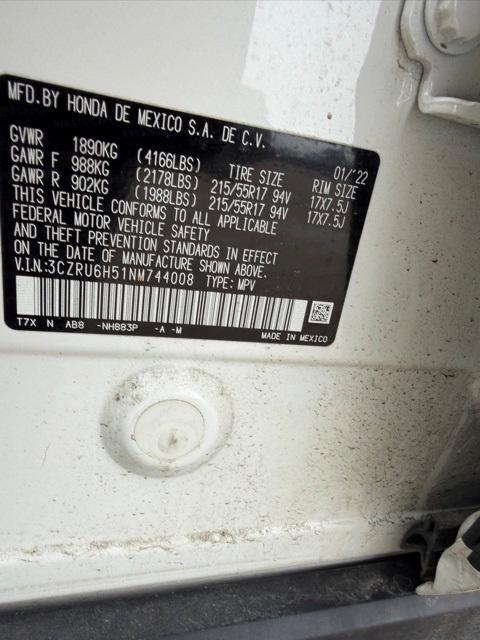 MFD.BY HONDA DE MEXICO S.A. DE C.V.
01/'22
GVWR 1890KG (4166LBS) TIRE SIZE RIM SIZE
GAWR F 988KG (2178LBS) 215/55R17 94V 17X7.5J
GAWR R 902KG (1988LBS) 215/55R17 94V 17X7.5J
THIS VEHICLE CONFORMS TO ALL APPLICABLE
FEDERAL MOTOR VEHICLE SAFETY
AND THEFT PREVENTION STANDARDS IN EFFECT
ON THE DATE OF MANUFACTURE SHOWN ABOVE.
V.I.N:3CZRU6H51NM744008 TYPE: MPV
T7X N AB8 -NH883P -A -M MADE IN MEXICO